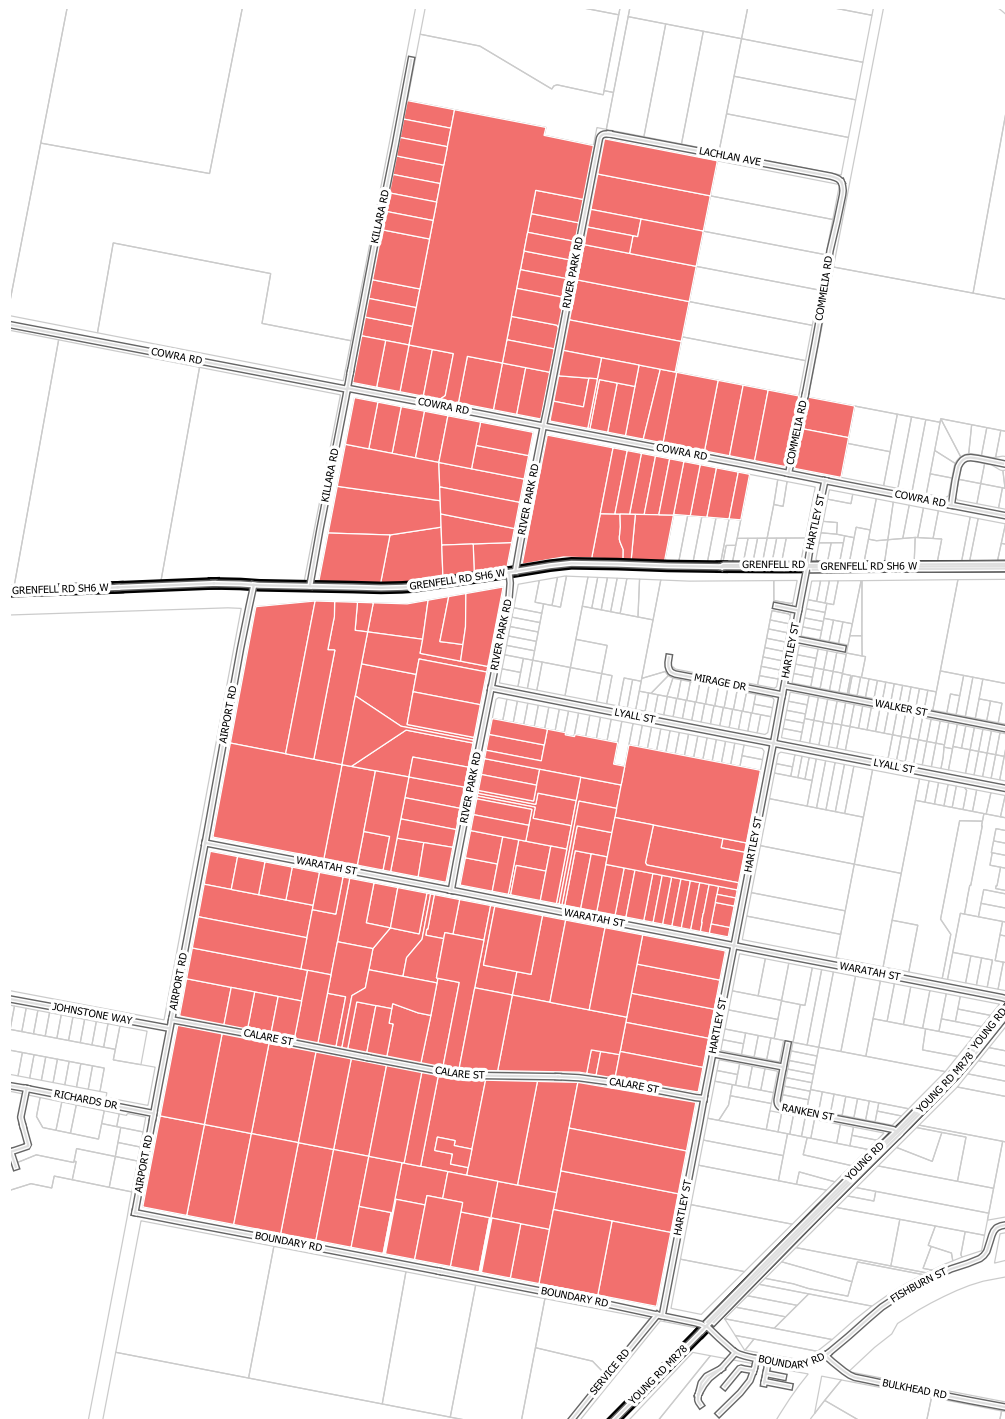 LACHLAN AVE
KILLARA RD
RIVER PARK RD
COMMELIA RD
COWRA RD
COWRA RD
COMMELIA RD
COWRA RD
KILLARA RD
RIVER PARK RD
COWRA RD
HARTLEY ST
GRENFELL RD
GRENFELL RD SH6 W
GRENFELL RD SH6 W
GRENFELL RD SH6 W
RIVER PARK RD
HARTLEY ST
MIRAGE DR
AIRPORT RD
LYALL ST
WALKER ST
LYALL ST
RIVER PARK RD
HARTLEY ST
WARATAH ST
WARATAH ST
WARATAH ST
AIRPORT RD
JOHNSTONE WAY
HARTLEY ST
YOUNG RD
CALARE ST
CALARE ST
CALARE ST
YOUNG RD MR78
RICHARDS DR
RANKEN ST
AIRPORT RD
YOUNG RD
HARTLEY ST
BOUNDARY RD
BOUNDARY RD
FISHBURN ST
SERVICE RD
YOUNG RD MR78
BOUNDARY RD
BULKHEAD RD